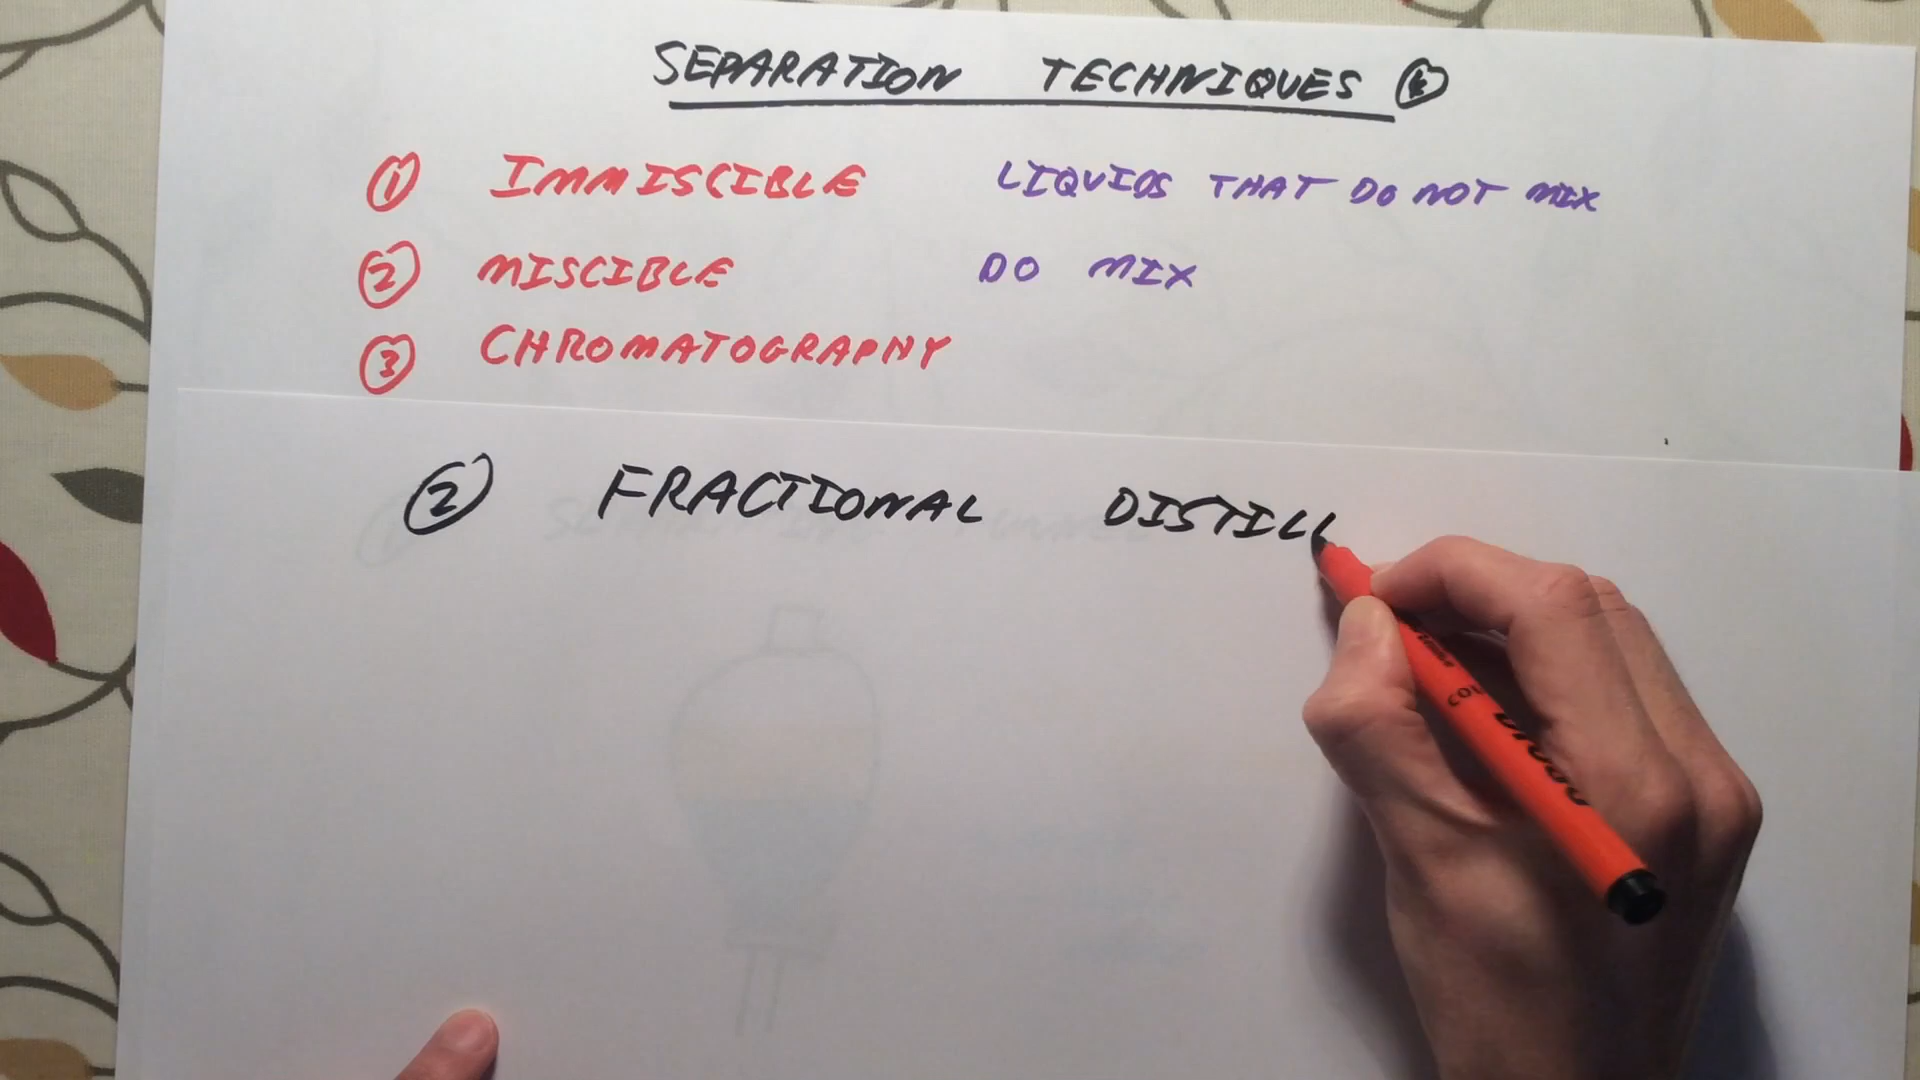 SEPARATION TECHNIQUES
① IMMISCIBLE LIQUIDS THAT DO NOT MIX
② MISCIBLE DO MIX
③ CHROMATOGRAPHY
② FRACTIONAL DISTILL